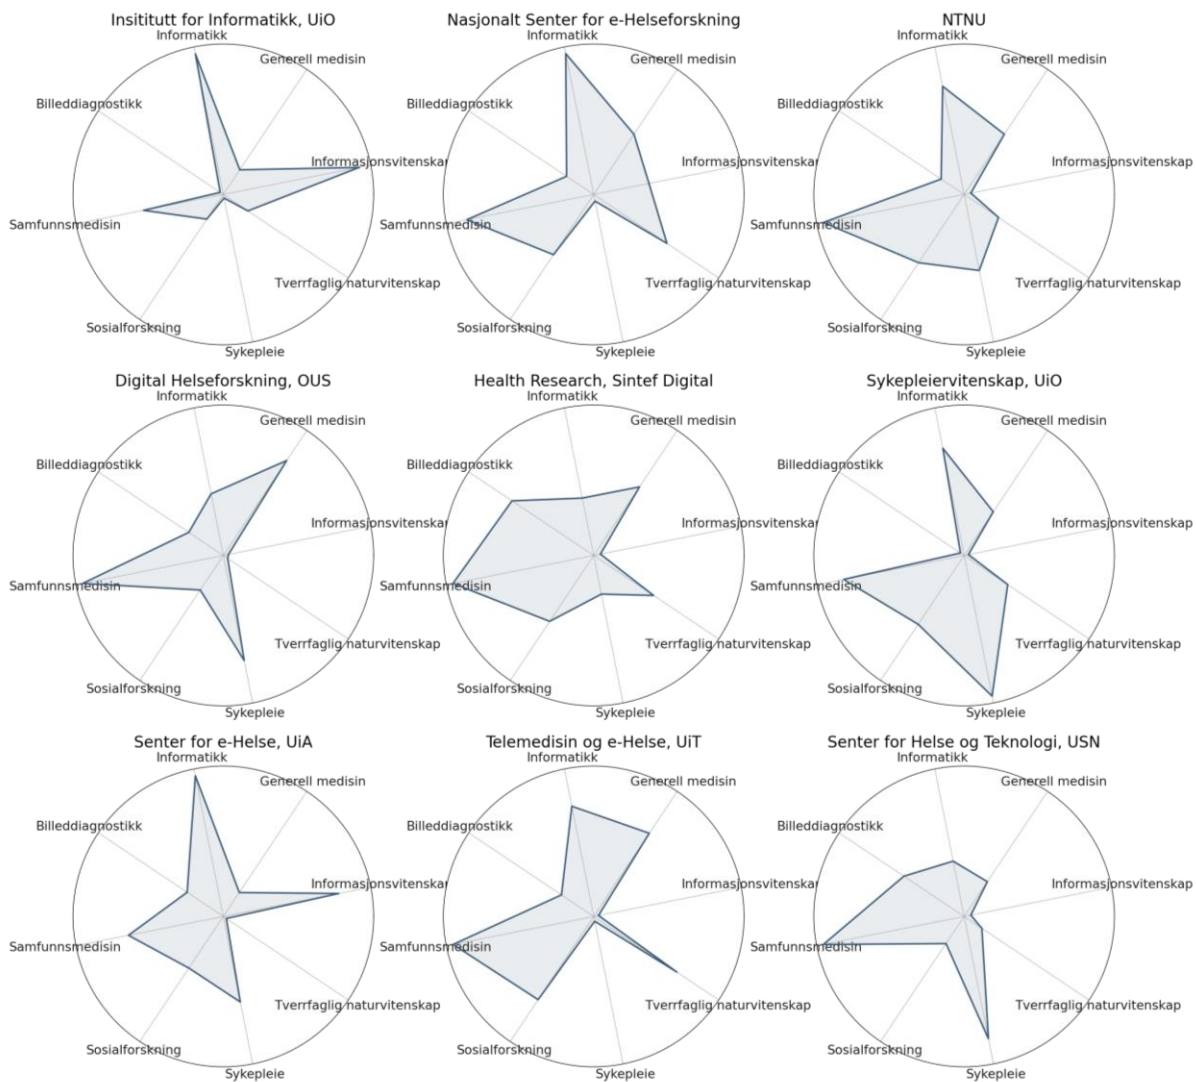 Insititutt for Informatikk, UiO
Informatikk
Generell medisin
Billeddiagnostikk
Informasjonsvitenskap
Samfunnsmedisin
Tverrfaglig naturvitenskap
Sosialforskning
Sykepleie
Nasjonalt Senter for e-Helseforskning
Informatikk
Generell medisin
Billeddiagnostikk
Informasjonsvitenskap
Samfunnsmedisin
Tverrfaglig naturvitenskap
Sosialforskning
Sykepleie
NTNU
Informatikk
Generell medisin
Billeddiagnostikk
Informasjonsvitenskap
Samfunnsmedisin
Tverrfaglig naturvitenskap
Sosialforskning
Sykepleie
Digital Helseforskning, OUS
Informatikk
Generell medisin
Billeddiagnostikk
Informasjonsvitenskap
Samfunnsmedisin
Tverrfaglig naturvitenskap
Sosialforskning
Sykepleie
Health Research, Sintef Digital
Informatikk
Generell medisin
Billeddiagnostikk
Informasjonsvitenskap
Samfunnsmedisin
Tverrfaglig naturvitenskap
Sosialforskning
Sykepleie
Sykepleiervitenskap, UiO
Informatikk
Generell medisin
Billeddiagnostikk
Informasjonsvitenskap
Samfunnsmedisin
Tverrfaglig naturvitenskap
Sosialforskning
Sykepleie
Senter for e-Helse, UiA
Informatikk
Generell medisin
Billeddiagnostikk
Informasjonsvitenskap
Samfunnsmedisin
Tverrfaglig naturvitenskap
Sosialforskning
Sykepleie
Telemedisin og e-Helse, UiT
Informatikk
Generell medisin
Billeddiagnostikk
Informasjonsvitenskap
Samfunnsmedisin
Tverrfaglig naturvitenskap
Sosialforskning
Sykepleie
Senter for Helse og Teknologi, USN
Informatikk
Generell medisin
Billeddiagnostikk
Informasjonsvitenskap
Samfunnsmedisin
Tverrfaglig naturvitenskap
Sosialforskning
Sykepleie